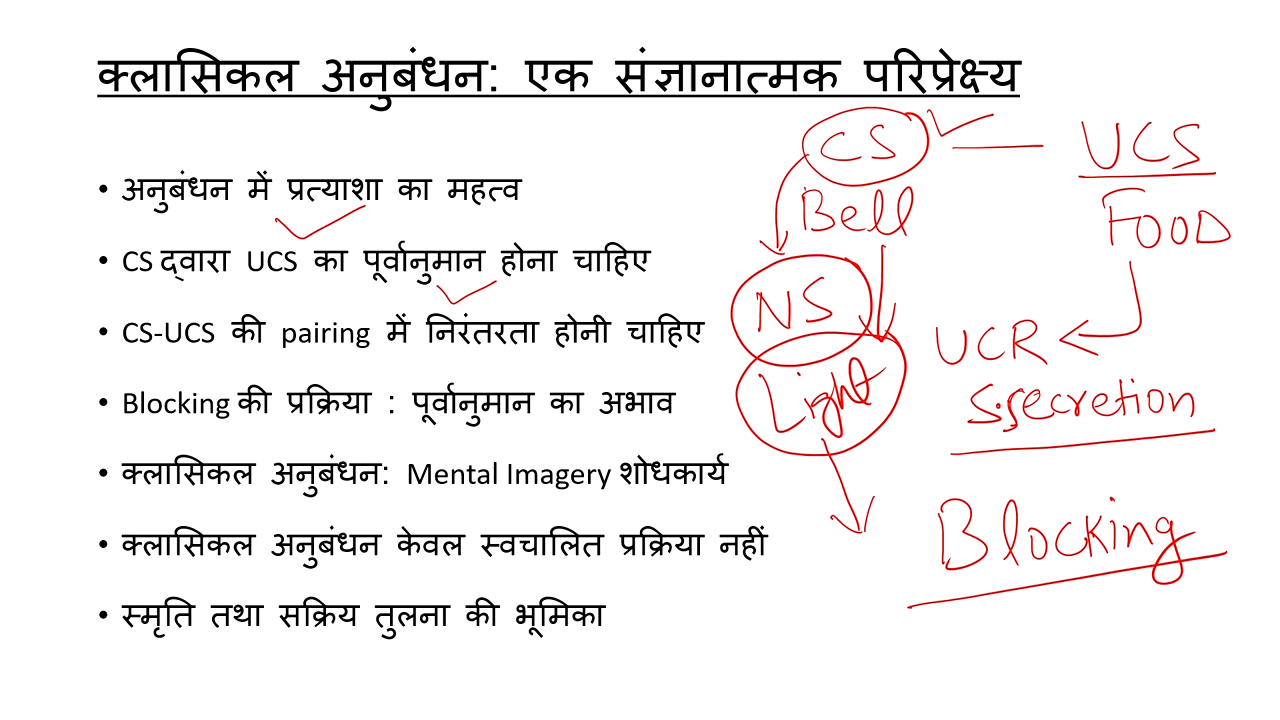 क्लासिकल अनुबंधन: एक संज्ञानात्मक परिप्रेक्ष्य
• अनुबंधन में प्रत्याशा का महत्व
• CS द्वारा UCS का पूर्वानुमान होना चाहिए
• CS-UCS की pairing में निरंतरता होनी चाहिए
• Blocking की प्रक्रिया : पूर्वानुमान का अभाव
• क्लासिकल अनुबंधन: Mental Imagery शोधकार्य
• क्लासिकल अनुबंधन केवल स्वचालित प्रक्रिया नहीं
• स्मृति तथा सक्रिय तुलना की भूमिका
CS
UCS
Bell
FOOD
NS
UCR
Light
S.secretion
Blocking